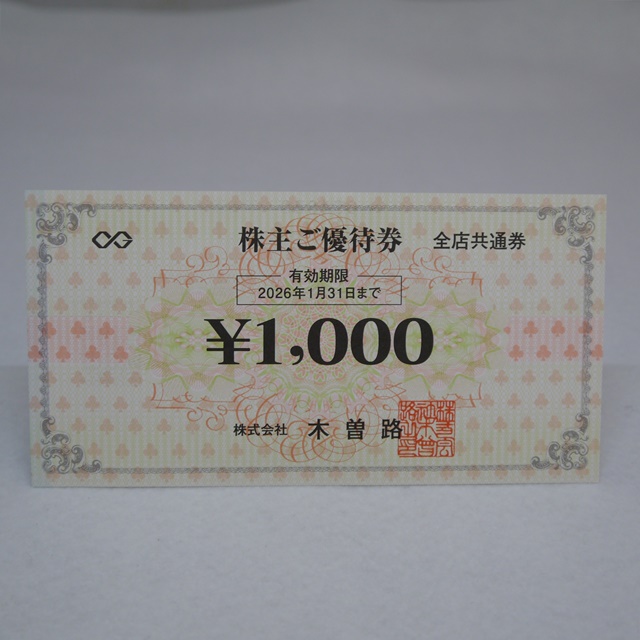 株主ご優待券 全店共通券
有効期限
2026年1月31日まで
¥1,000
株式会社 木曽路